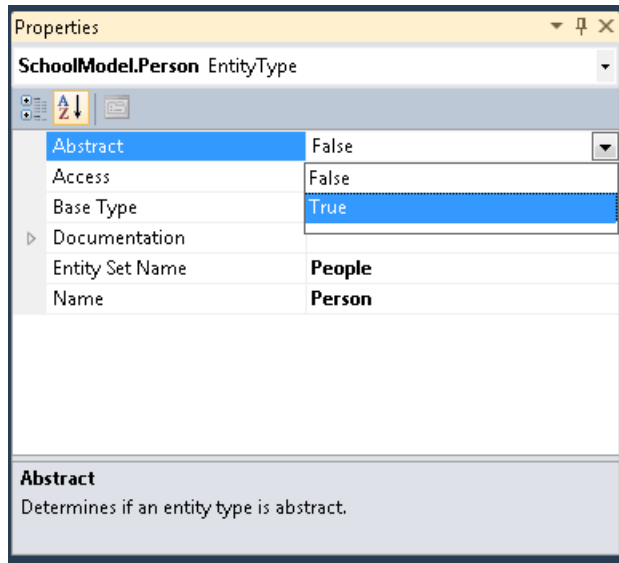 Properties
SchoolModel.Person EntityType
Abstract False
Access False
Base Type True
Documentation
Entity Set Name People
Name Person
Abstract
Determines if an entity type is abstract.